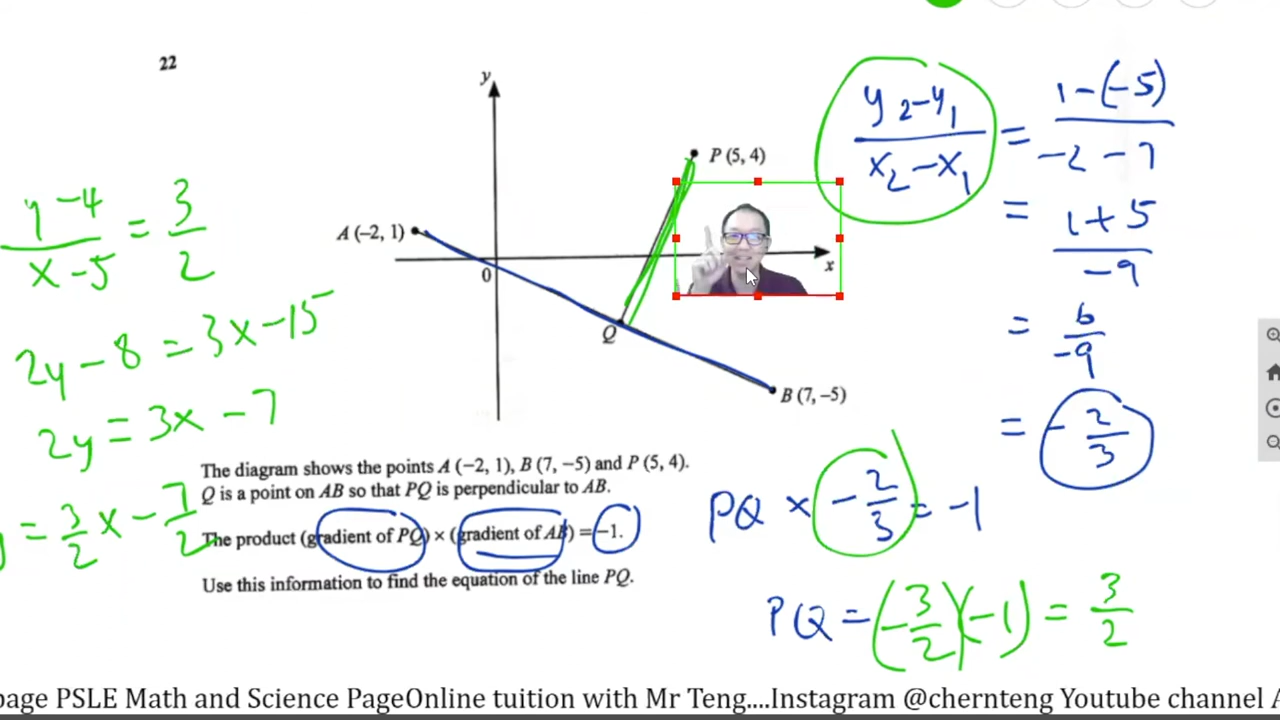 22
y
P (5, 4)
A (−2, 1)
0
x
Q
B (7, −5)
The diagram shows the points A (−2, 1), B (7, −5) and P (5, 4).
Q is a point on AB so that PQ is perpendicular to AB.
The product (gradient of PQ) × (gradient of AB) = −1.
Use this information to find the equation of the line PQ.
y−4 / x−5 = 3/2
2y − 8 = 3x − 15
2y = 3x − 7
y = 3/2 x − 7/2
y₂−y₁ / x₂−x₁ = 1−(−5) / −2−7
= 1+5 / −9
= 6 / −9
= − 2/3
PQ × − 2/3 = −1
PQ = (− 3/2)(−1) = 3/2
page PSLE Math and Science PageOnline tuition with Mr Teng....Instagram @chernteng Youtube channel A